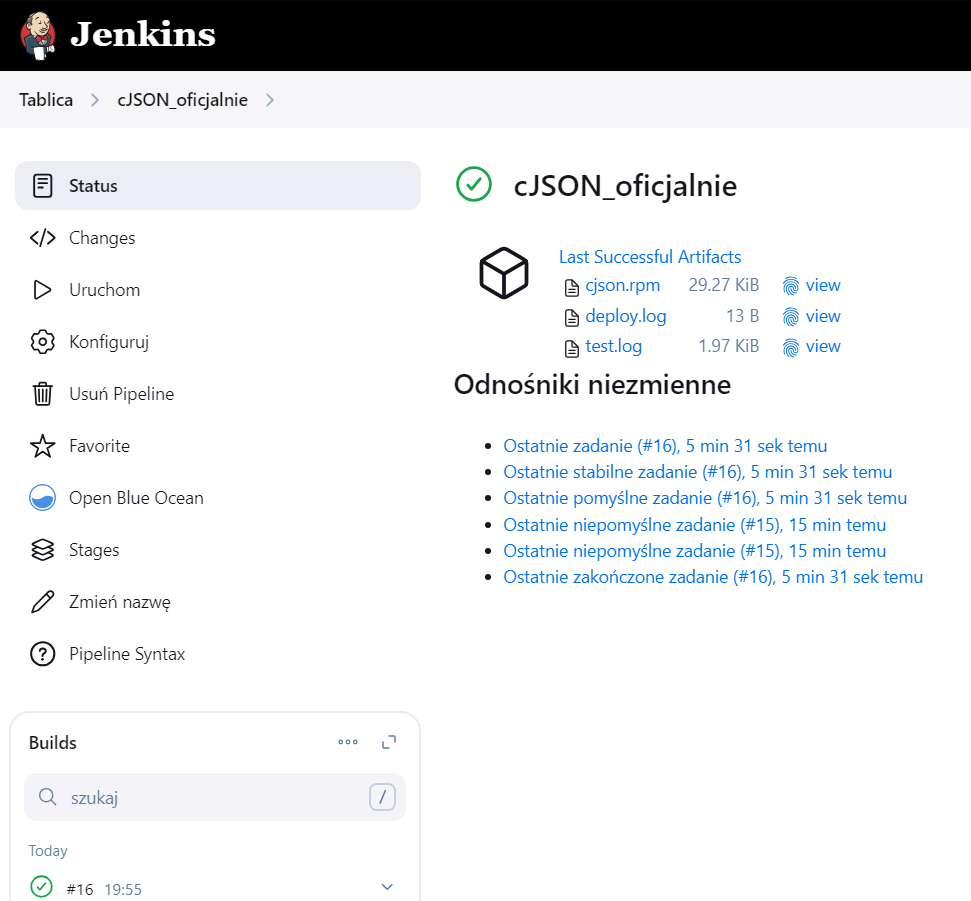 Jenkins
Tablica
cJSON_oficjalnie
Status
Changes
Uruchom
Konfiguruj
Usuń Pipeline
Favorite
Open Blue Ocean
Stages
Zmień nazwę
Pipeline Syntax
Builds
szukaj /
Today
#16 19:55
cJSON_oficjalnie
Last Successful Artifacts
cjson.rpm 29.27 KiB view
deploy.log 13 B view
test.log 1.97 KiB view
Odnośniki niezmienne
Ostatnie zadanie (#16), 5 min 31 sek temu
Ostatnie stabilne zadanie (#16), 5 min 31 sek temu
Ostatnie pomyślne zadanie (#16), 5 min 31 sek temu
Ostatnie niepomyślne zadanie (#15), 15 min temu
Ostatnie niepomyślne zadanie (#15), 15 min temu
Ostatnie zakończone zadanie (#16), 5 min 31 sek temu